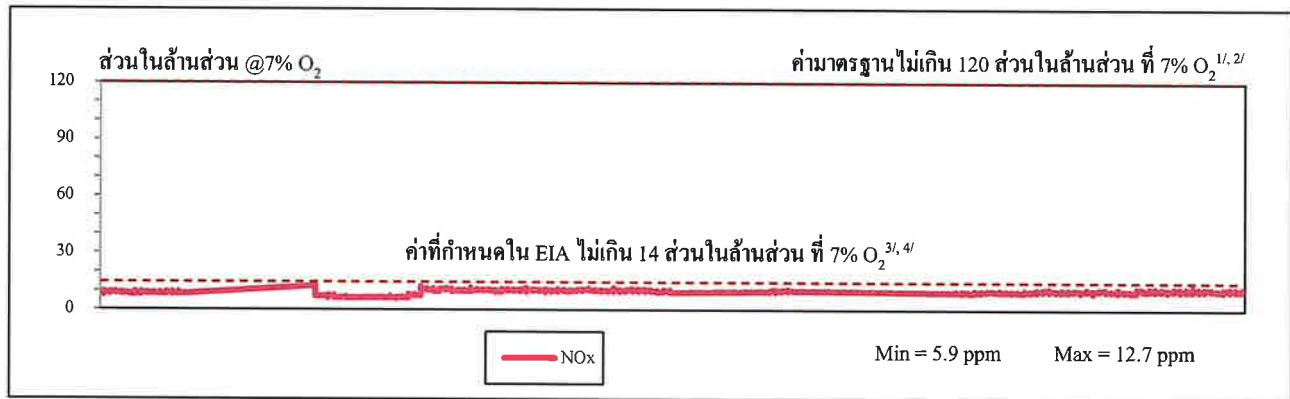 ส่วนในล้านส่วน @7% O₂
ค่ามาตรฐานไม่เกิน 120 ส่วนในล้านส่วน ที่ 7% O₂ ¹/, ²/
120
90
60
30
0
ค่าที่กำหนดใน EIA ไม่เกิน 14 ส่วนในล้านส่วน ที่ 7% O₂ ³/, ⁴/
NOx
Min = 5.9 ppm Max = 12.7 ppm